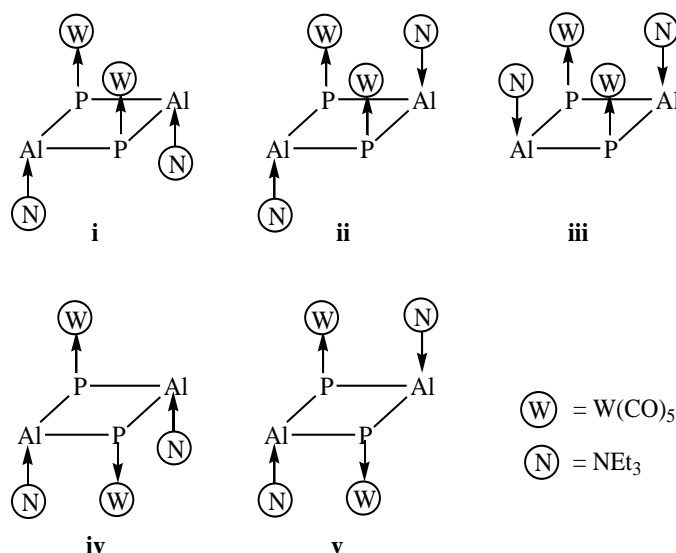 W W W N W
N W W N
P Al P Al P Al
Al P Al P Al P
N N
N
i ii iii
W W N
P Al P Al
W = W(CO)5
Al P Al P
N = NEt3
N W N N W
iv v